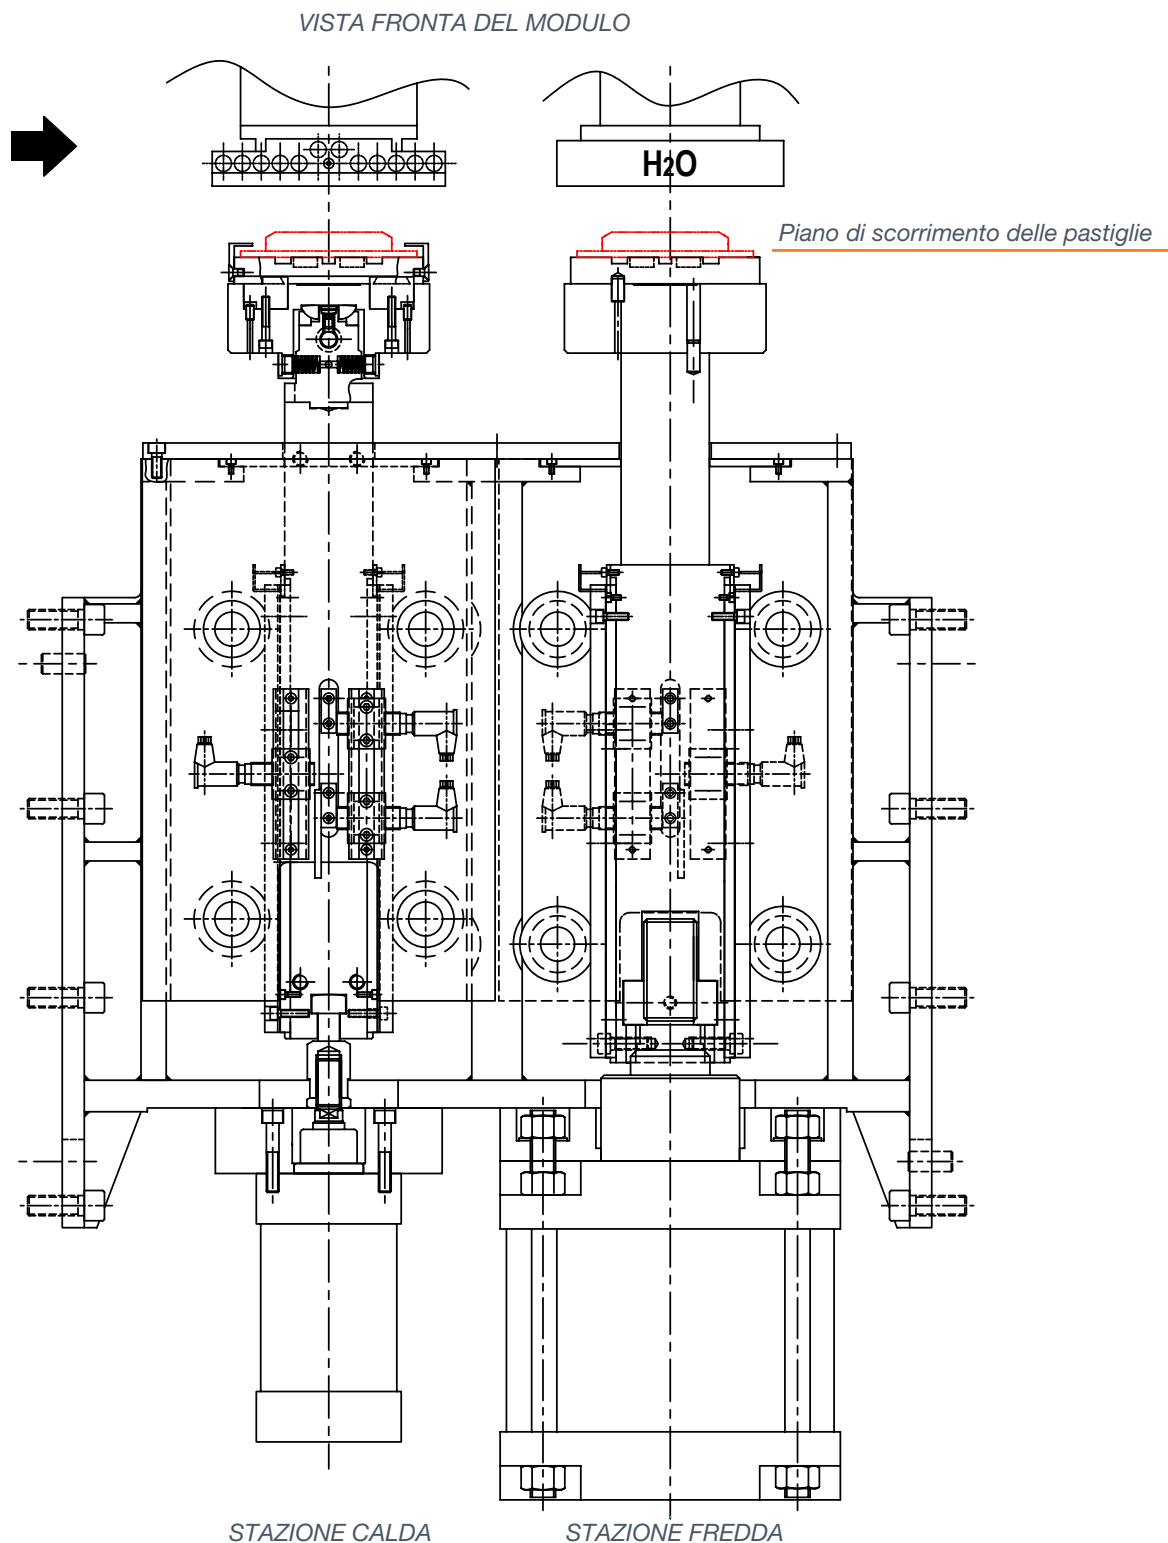 VISTA FRONTA DEL MODULO
H2O
Piano di scorrimento delle pastiglie
STAZIONE CALDA
STAZIONE FREDDA